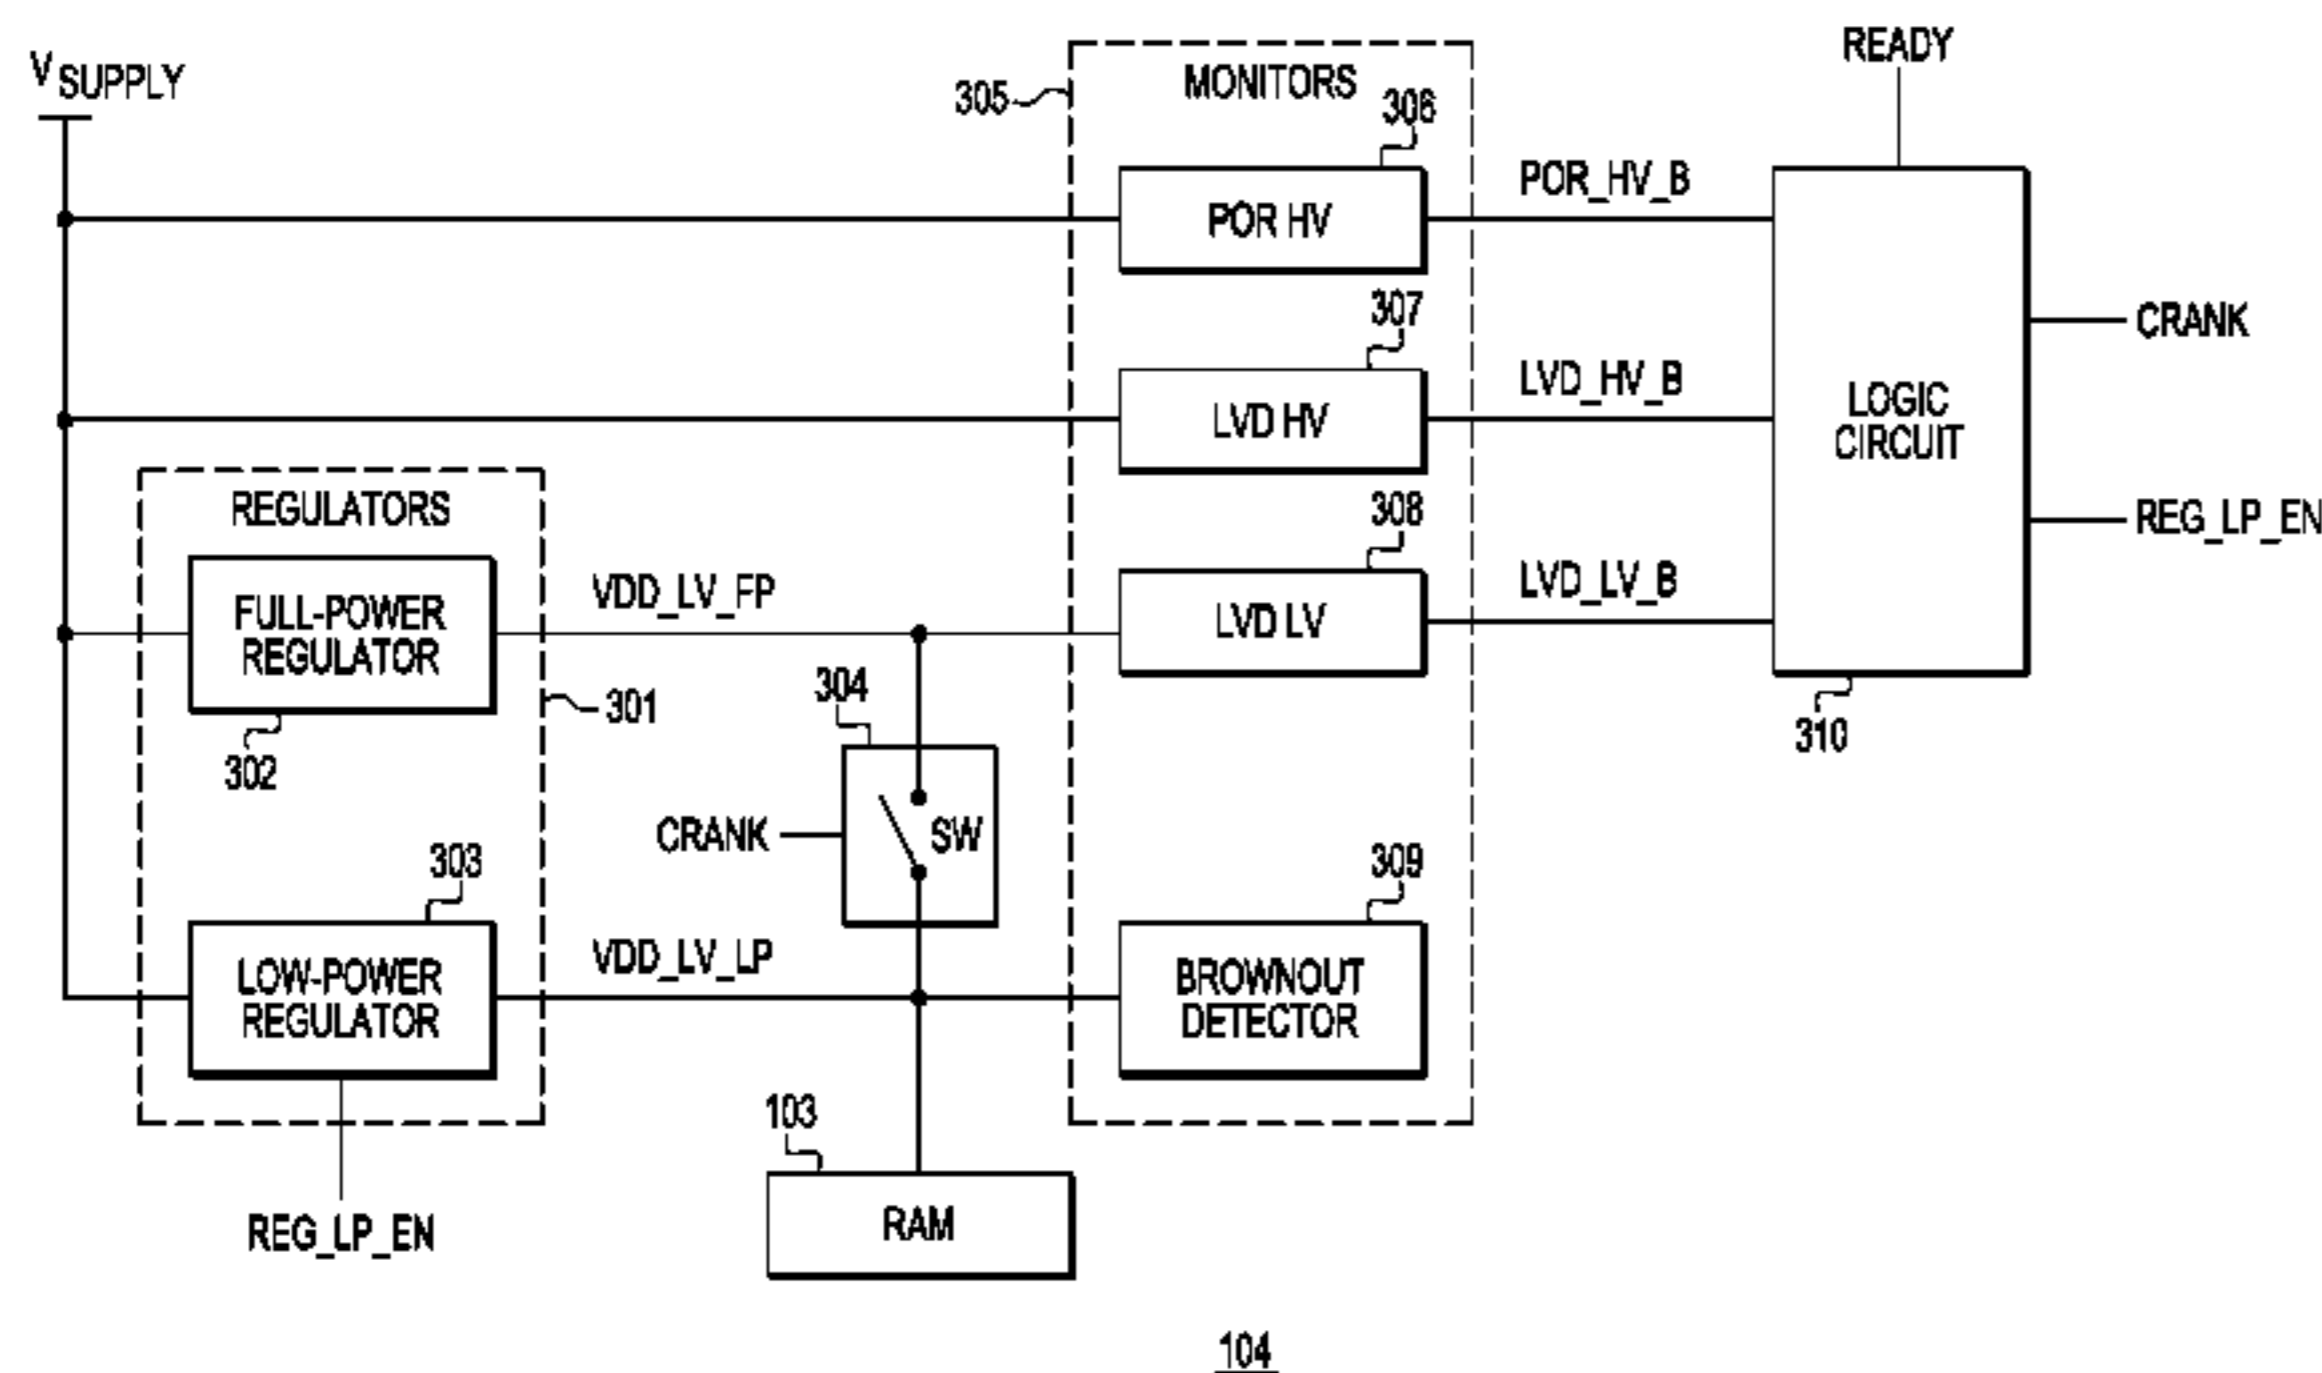 V SUPPLY
305
MONITORS
306
POR HV
POR_HV_B
READY
307
LVD HV
LVD_HV_B
LOGIC
CIRCUIT
CRANK
REG_LP_EN
310
308
LVD LV
LVD_LV_B
REGULATORS
FULL-POWER
REGULATOR
302
301
VDD_LV_FP
304
CRANK
SW
303
LOW-POWER
REGULATOR
VDD_LV_LP
309
BROWNOUT
DETECTOR
REG_LP_EN
103
RAM
104